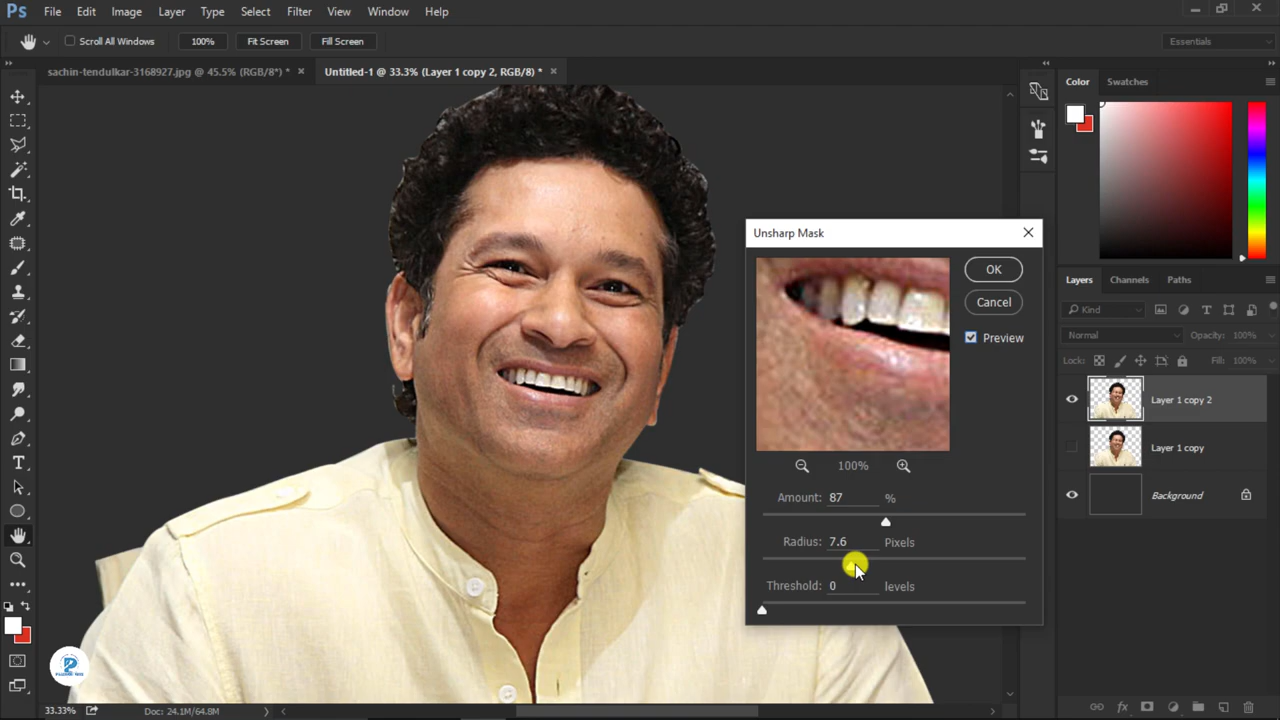 Ps File Edit Image Layer Type Select Filter View Window Help
Scroll All Windows 100% Fit Screen Fill Screen Essentials
sachin-tendulkar-3168927.jpg @ 45.5% (RGB/8*) * × Untitled-1 @ 33.3% (Layer 1 copy 2, RGB/8) * ×
Color Swatches
Unsharp Mask
OK
Cancel
Preview
100%
Amount: 87 %
Radius: 7.6 Pixels
Threshold: 0 levels
Layers Channels Paths
Kind
Normal Opacity: 100%
Lock: Fill: 100%
Layer 1 copy 2
Layer 1 copy
Background
33.33% Doc: 24.1M/64.8M